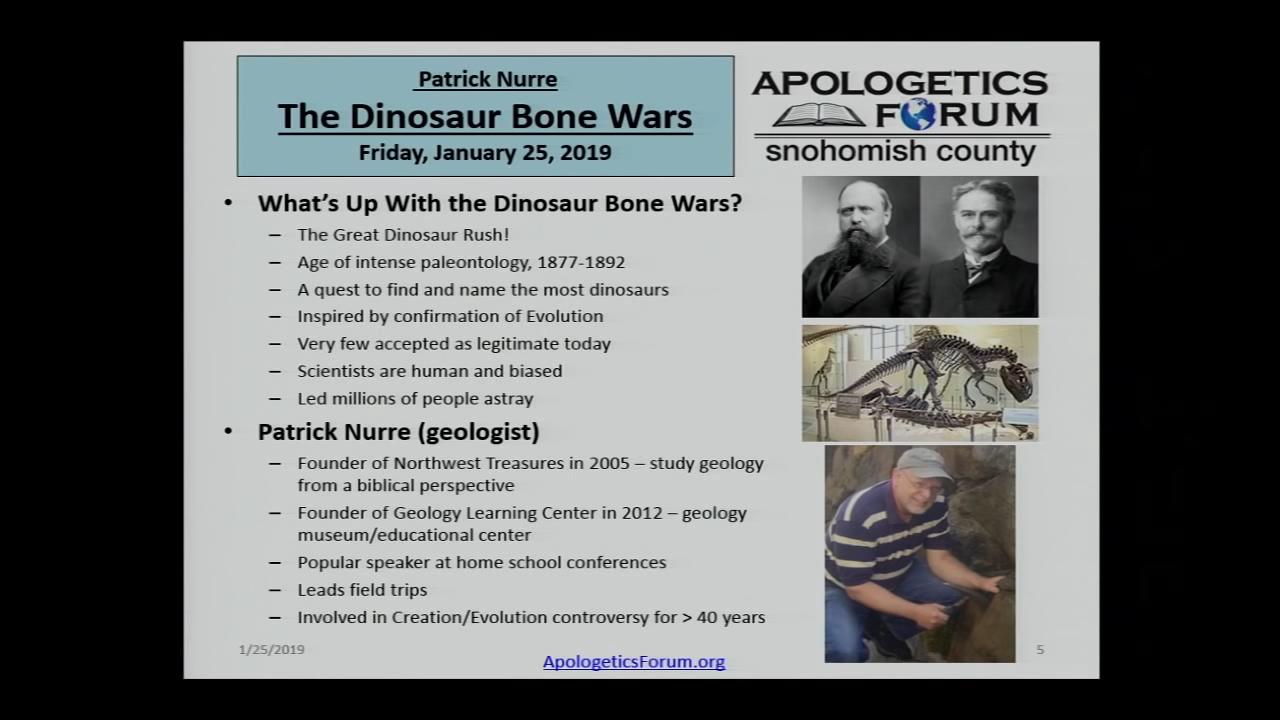 Patrick Nurre
The Dinosaur Bone Wars
Friday, January 25, 2019
APOLOGETICS
FORUM
snohomish county
• What's Up With the Dinosaur Bone Wars?
– The Great Dinosaur Rush!
– Age of intense paleontology, 1877-1892
– A quest to find and name the most dinosaurs
– Inspired by confirmation of Evolution
– Very few accepted as legitimate today
– Scientists are human and biased
– Led millions of people astray
• Patrick Nurre (geologist)
– Founder of Northwest Treasures in 2005 – study geology
from a biblical perspective
– Founder of Geology Learning Center in 2012 – geology
museum/educational center
– Popular speaker at home school conferences
– Leads field trips
– Involved in Creation/Evolution controversy for > 40 years
1/25/2019
ApologeticsForum.org
5